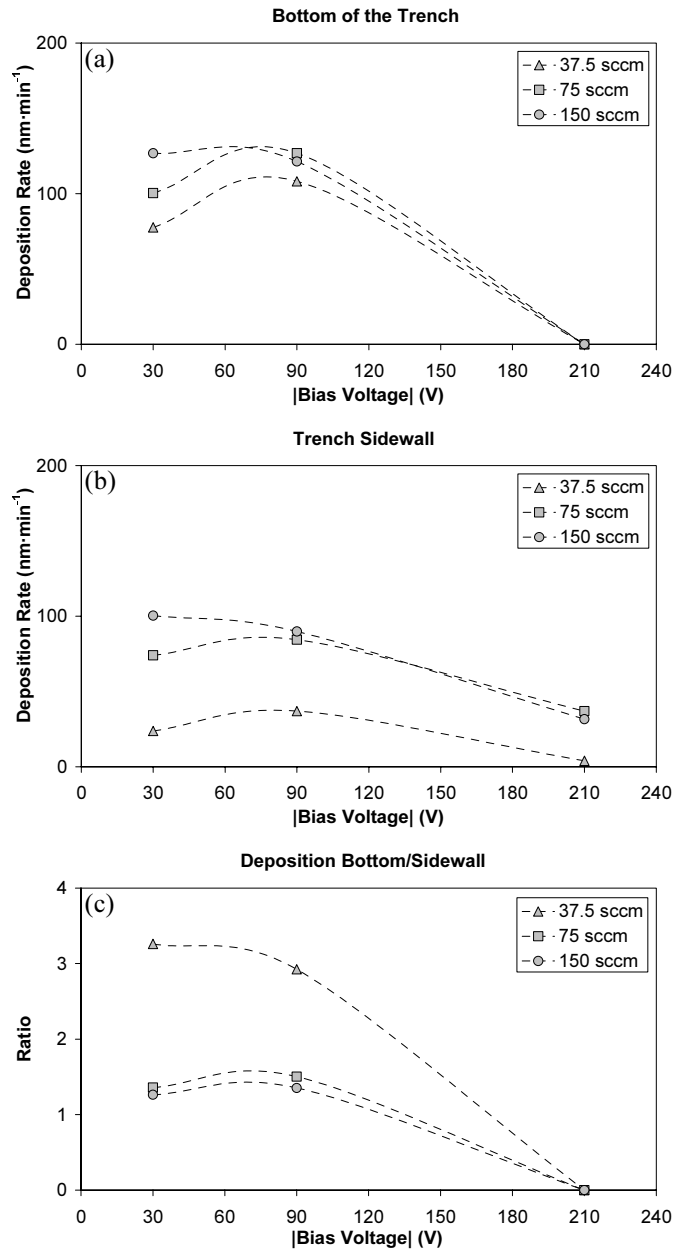 Bottom of the Trench
(a)
37.5 sccm
75 sccm
150 sccm
Deposition Rate (nm·min⁻¹)
200
100
0
0 30 60 90 120 150 180 210 240
|Bias Voltage| (V)
Trench Sidewall
(b)
37.5 sccm
75 sccm
150 sccm
Deposition Rate (nm·min⁻¹)
200
100
0
0 30 60 90 120 150 180 210 240
|Bias Voltage| (V)
Deposition Bottom/Sidewall
(c)
37.5 sccm
75 sccm
150 sccm
Ratio
4
3
2
1
0
0 30 60 90 120 150 180 210 240
|Bias Voltage| (V)